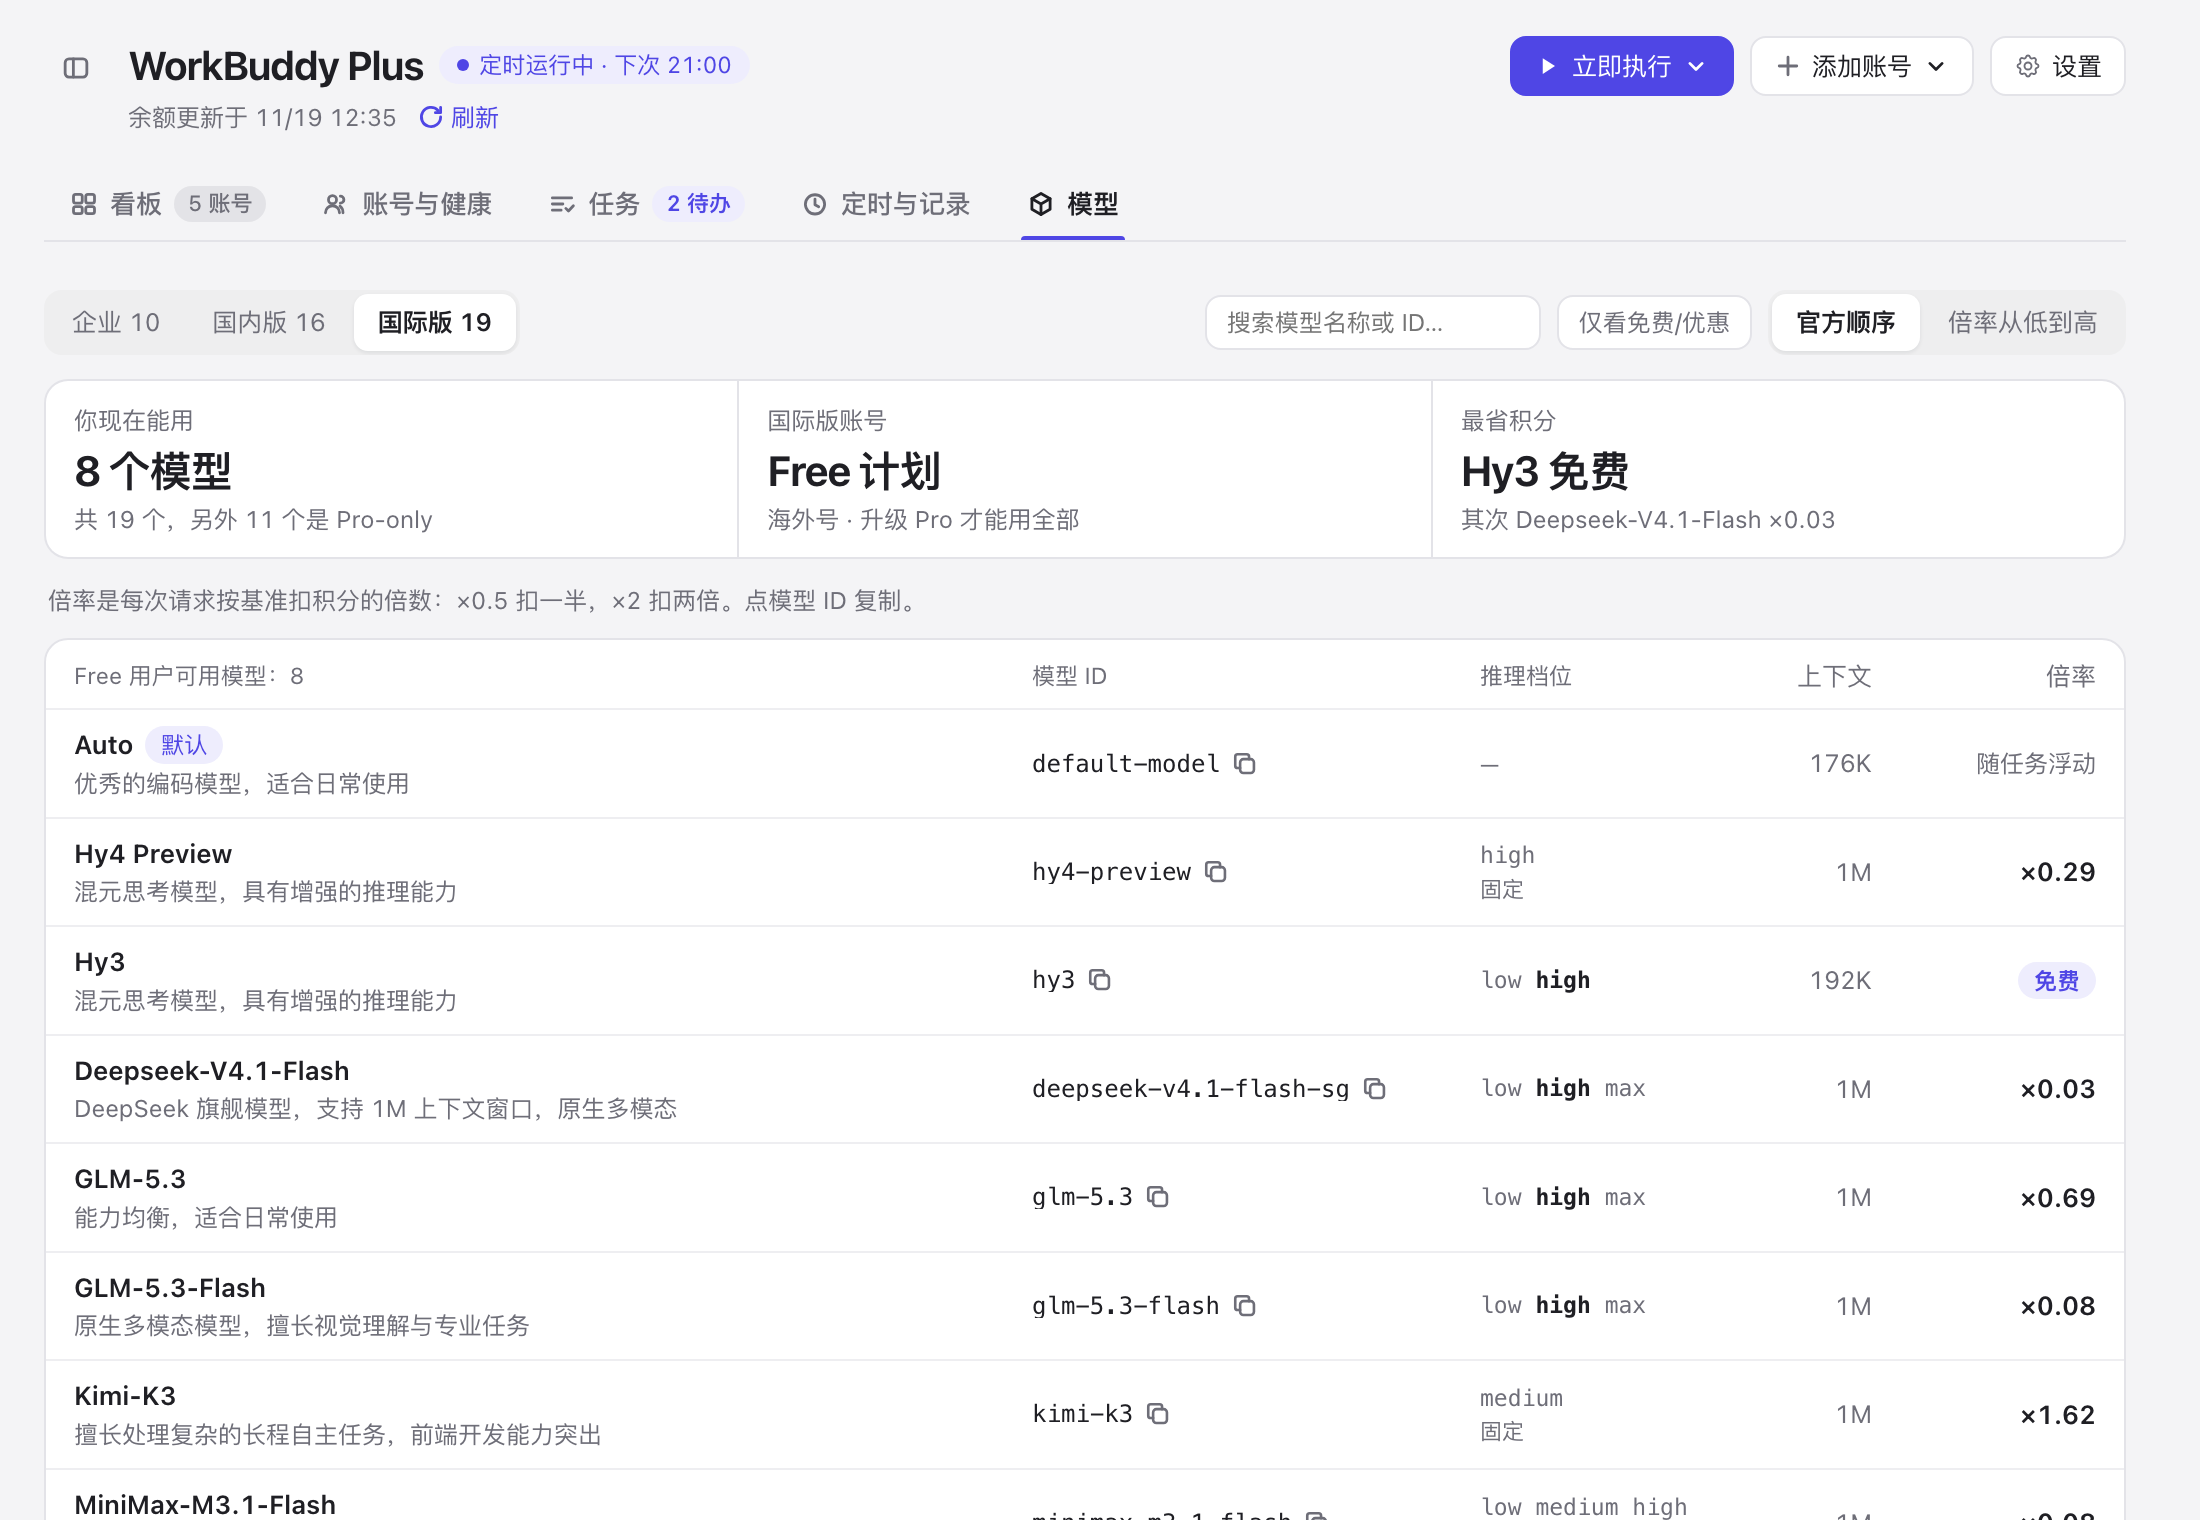 WorkBuddy Plus 定时运行中 · 下次 21:00
余额更新于 11/19 12:35 刷新
立即执行 添加账号 设置
看板 5 账号 账号与健康 任务 2 待办 定时与记录 模型
企业 10 国内版 16 国际版 19 搜索模型名称或 ID... 仅看免费/优惠 官方顺序 倍率从低到高
你现在能用
8 个模型
共 19 个，另外 11 个是 Pro-only
国际版账号
Free 计划
海外号 · 升级 Pro 才能用全部
最省积分
Hy3 免费
其次 Deepseek-V4.1-Flash ×0.03
倍率是每次请求按基准扣积分的倍数：×0.5 扣一半，×2 扣两倍。点模型 ID 复制。
Free 用户可用模型：8 模型 ID 推理档位 上下文 倍率
Auto 默认
优秀的编码模型，适合日常使用
default-model — 176K 随任务浮动
Hy4 Preview
混元思考模型，具有增强的推理能力
hy4-preview
high
固定
1M ×0.29
Hy3
混元思考模型，具有增强的推理能力
hy3 low high 192K 免费
Deepseek-V4.1-Flash
DeepSeek 旗舰模型，支持 1M 上下文窗口，原生多模态
deepseek-v4.1-flash-sg low high max 1M ×0.03
GLM-5.3
能力均衡，适合日常使用
glm-5.3 low high max 1M ×0.69
GLM-5.3-Flash
原生多模态模型，擅长视觉理解与专业任务
glm-5.3-flash low high max 1M ×0.08
Kimi-K3
擅长处理复杂的长程自主任务，前端开发能力突出
kimi-k3
medium
固定
1M ×1.62
MiniMax-M3.1-Flash
low medium high